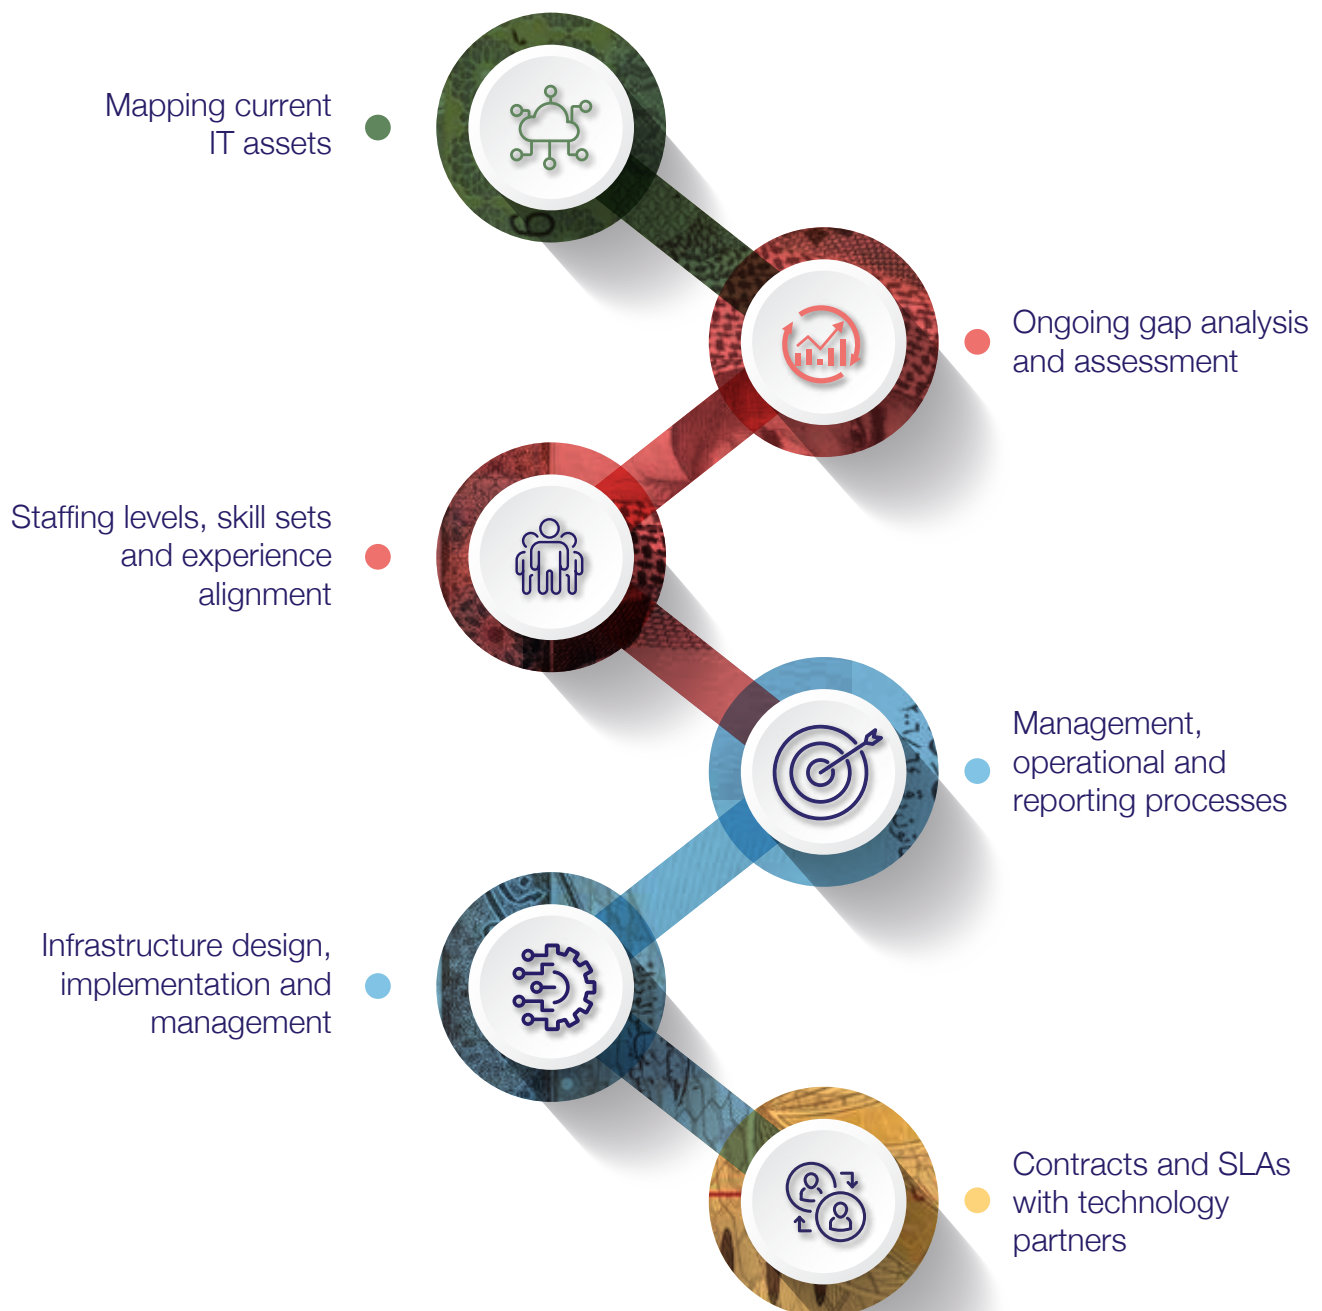 Mapping current
IT assets
Ongoing gap analysis
and assessment
Staffing levels, skill sets
and experience
alignment
Management,
operational and
reporting processes
Infrastructure design,
implementation and
management
Contracts and SLAs
with technology
partners